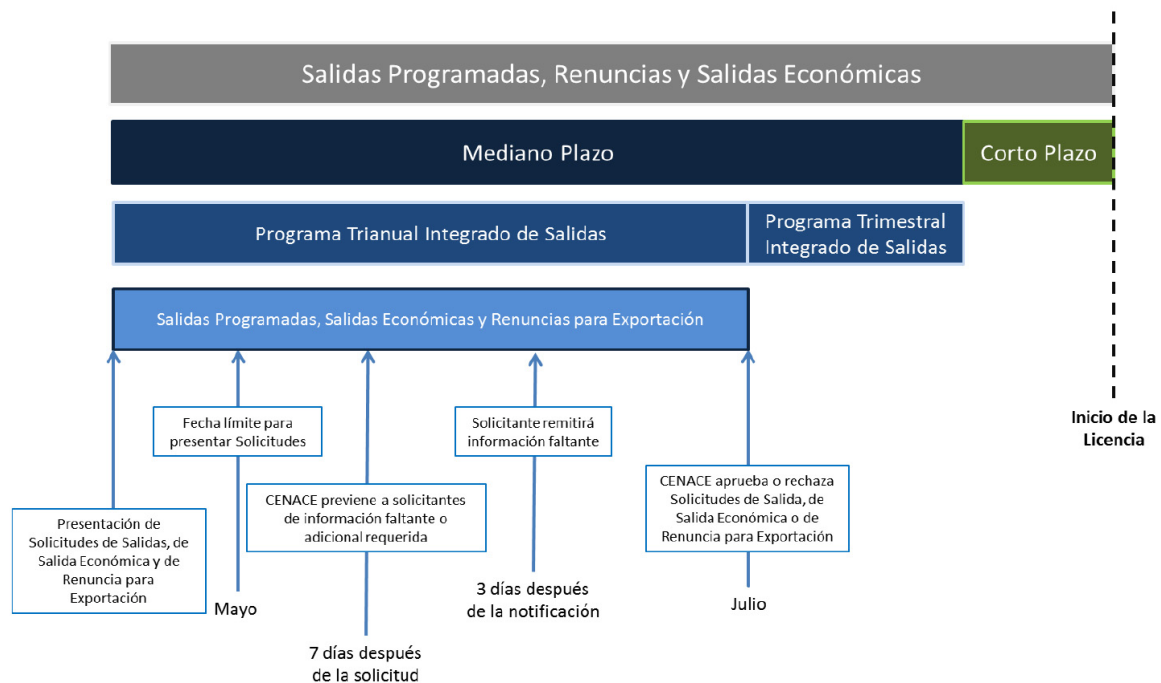 Salidas Programadas, Renuncias y Salidas Económicas
Mediano Plazo
Corto Plazo
Programa Trianual Integrado de Salidas
Programa Trimestral
Integrado de Salidas
Salidas Programadas, Salidas Económicas y Renuncias para Exportación
Fecha límite para
presentar Solicitudes
Solicitante remitirá
información faltante
Inicio de la
Licencia
CENACE previene a solicitantes
de información faltante o
adicional requerida
CENACE aprueba o rechaza
Solicitudes de Salida, de
Salida Económica o de
Renuncia para Exportación
Presentación de
Solicitudes de Salidas, de
Salida Económica y de
Renuncia para
Exportación
Mayo
3 días después
de la notificación
Julio
7 días después
de la solicitud